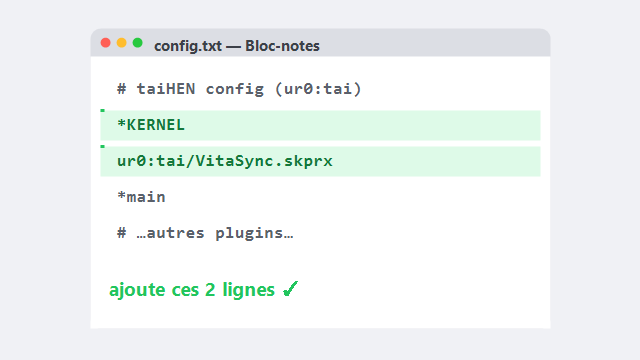 config.txt — Bloc-notes
# taiHEN config (ur0:tai)
*KERNEL
ur0:tai/VitaSync.skprx
*main
# …autres plugins…
ajoute ces 2 lignes ✓